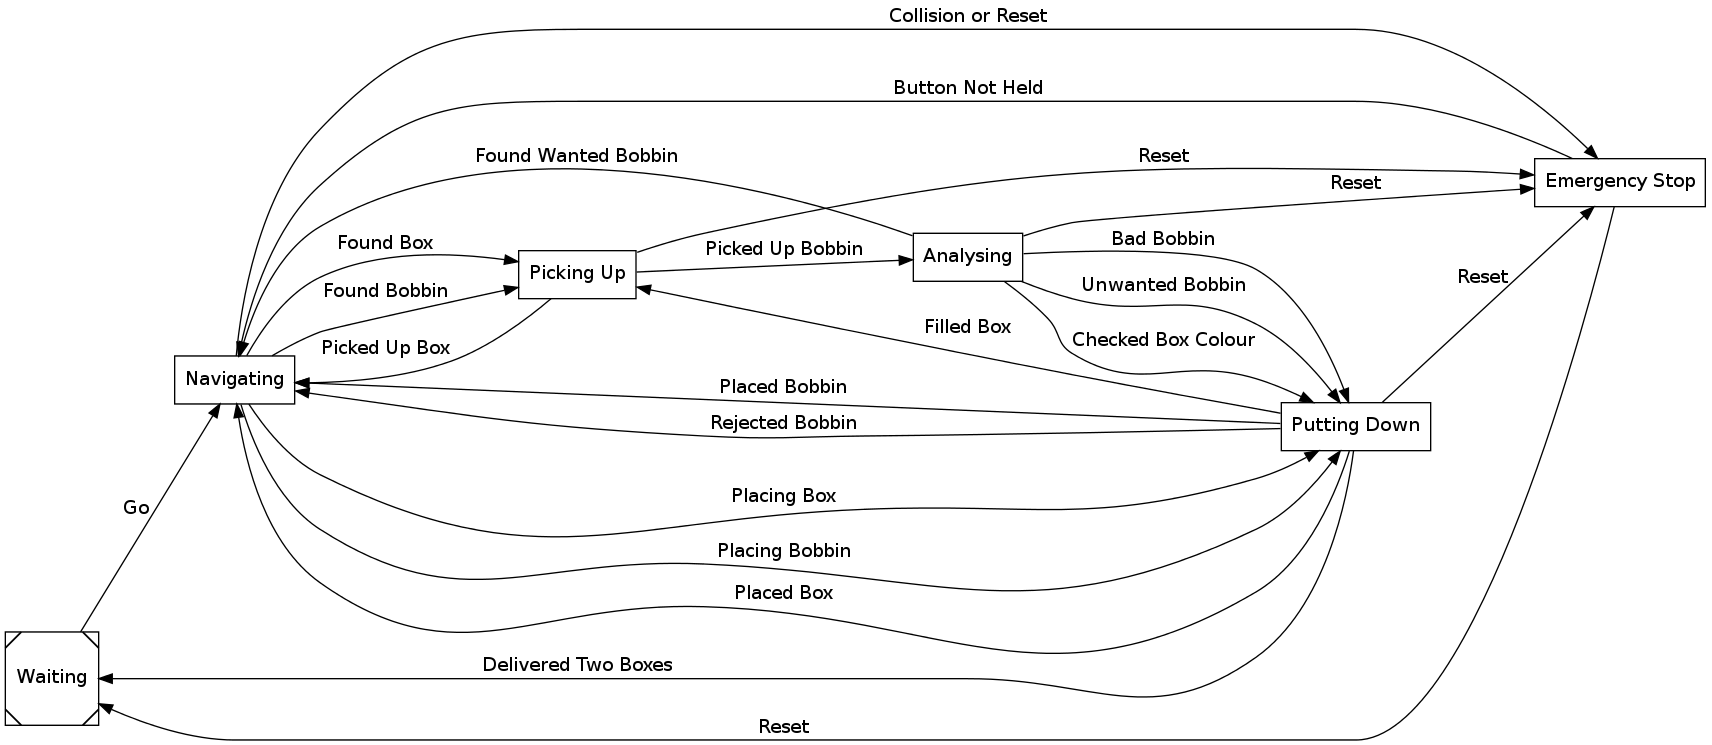 Collision or Reset
Button Not Held
Found Wanted Bobbin
Reset
Emergency Stop
Reset
Found Box
Picked Up Bobbin
Analysing
Bad Bobbin
Picking Up
Reset
Found Bobbin
Unwanted Bobbin
Filled Box
Checked Box Colour
Picked Up Box
Navigating
Placed Bobbin
Rejected Bobbin
Putting Down
Placing Box
Go
Placing Bobbin
Placed Box
Delivered Two Boxes
Waiting
Reset